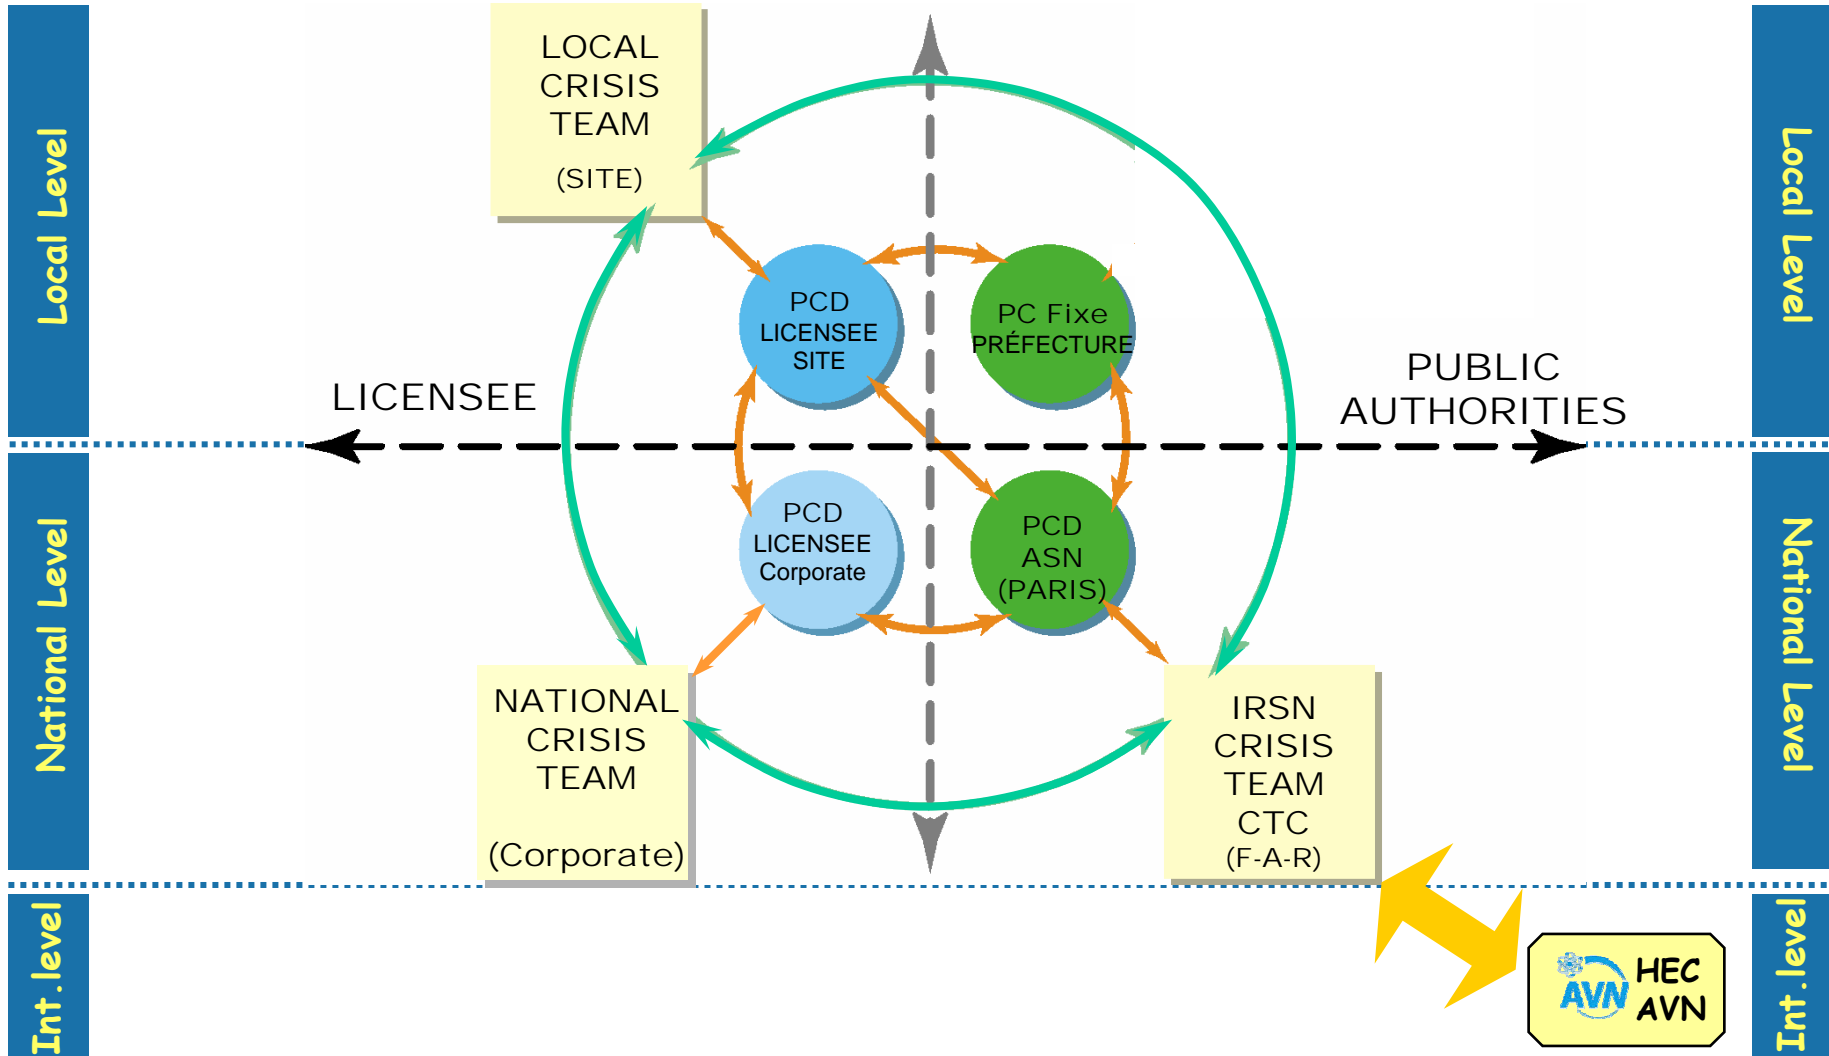 Local Level
LOCAL
CRISIS
TEAM
(SITE)
Local Level
PCD
LICENSEE
SITE
PC Fixe
PRÉFECTURE
LICENSEE
PUBLIC
AUTHORITIES
National Level
PCD
LICENSEE
Corporate
PCD
ASN
(PARIS)
National Level
NATIONAL
CRISIS
TEAM
(Corporate)
IRSN
CRISIS
TEAM
CTC
(F-A-R)
Int.level
AVN
HEC
AVN
Int.level